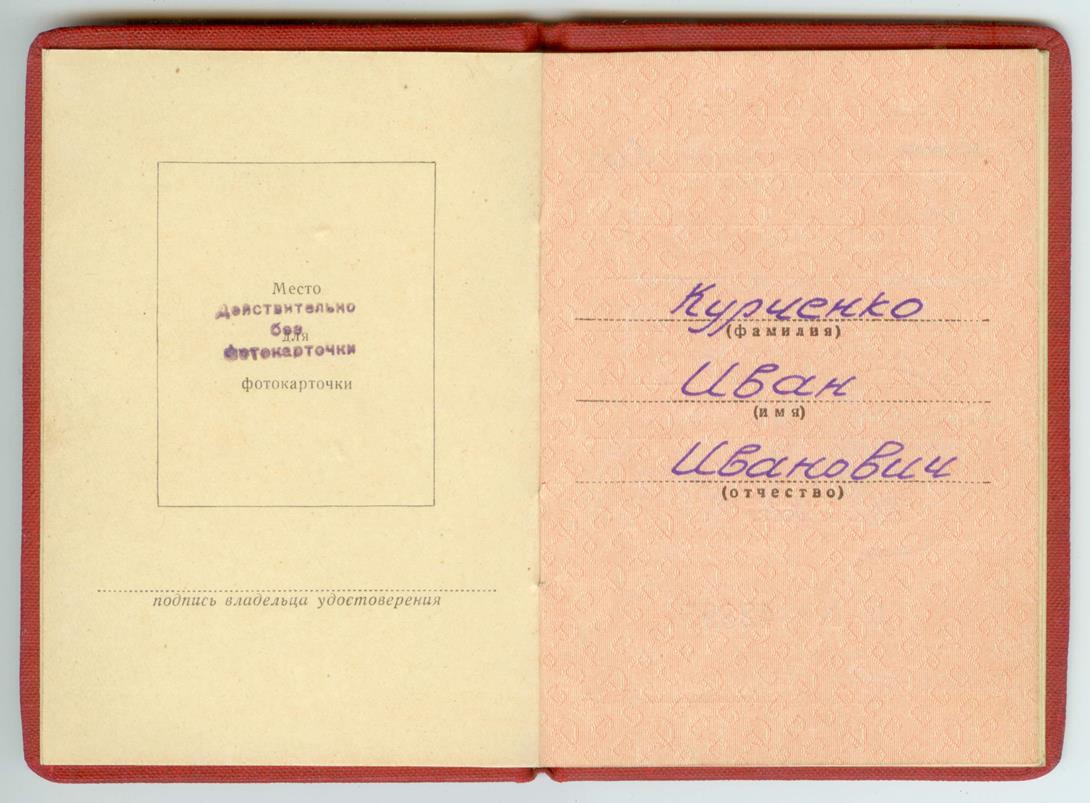 Место
Действительно
без
для
фотокарточки
фотокарточки
подпись владельца удостоверения
Курченко
(фамилия)
Иван
(имя)
Иванович
(отчество)